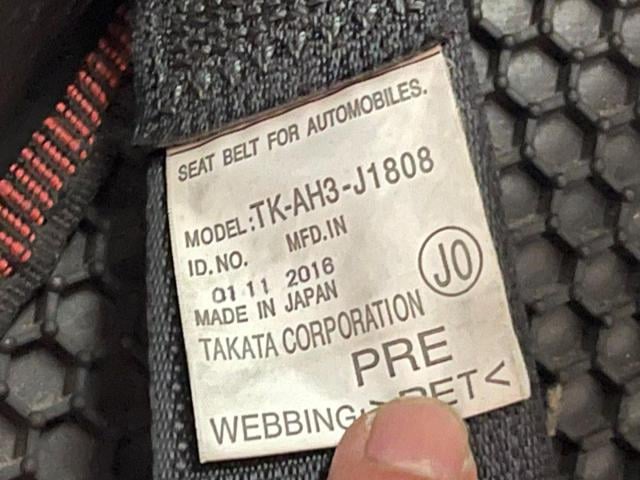 SEAT BELT FOR AUTOMOBILES.
MODEL:TK-AH3-J1808
ID.NO. MFD.IN
01 11 2016
MADE IN JAPAN
JO
TAKATA CORPORATION
PRE
WEBBING:>PET<